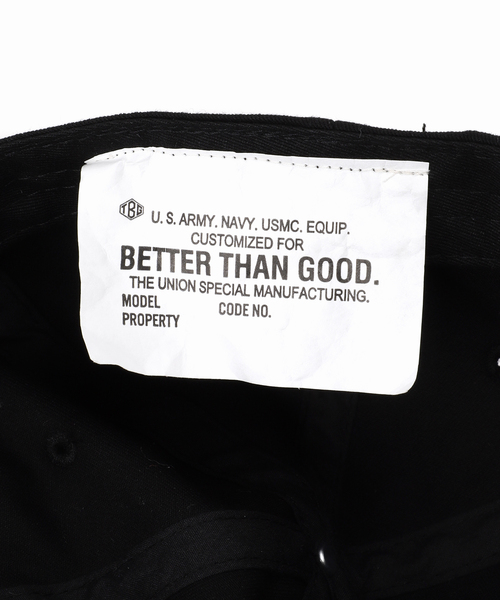 TBG
U. S. ARMY. NAVY. USMC. EQUIP.
CUSTOMIZED FOR
BETTER THAN GOOD.
THE UNION SPECIAL MANUFACTURING.
MODEL CODE NO.
PROPERTY